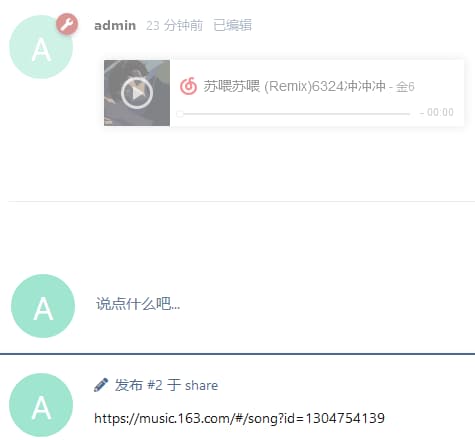 A
admin 23 分钟前 已编辑
苏喂苏喂 (Remix)6324冲冲冲 - 金6
- 00:00
A
说点什么吧...
A
发布 #2 于 share
https://music.163.com/#/song?id=1304754139